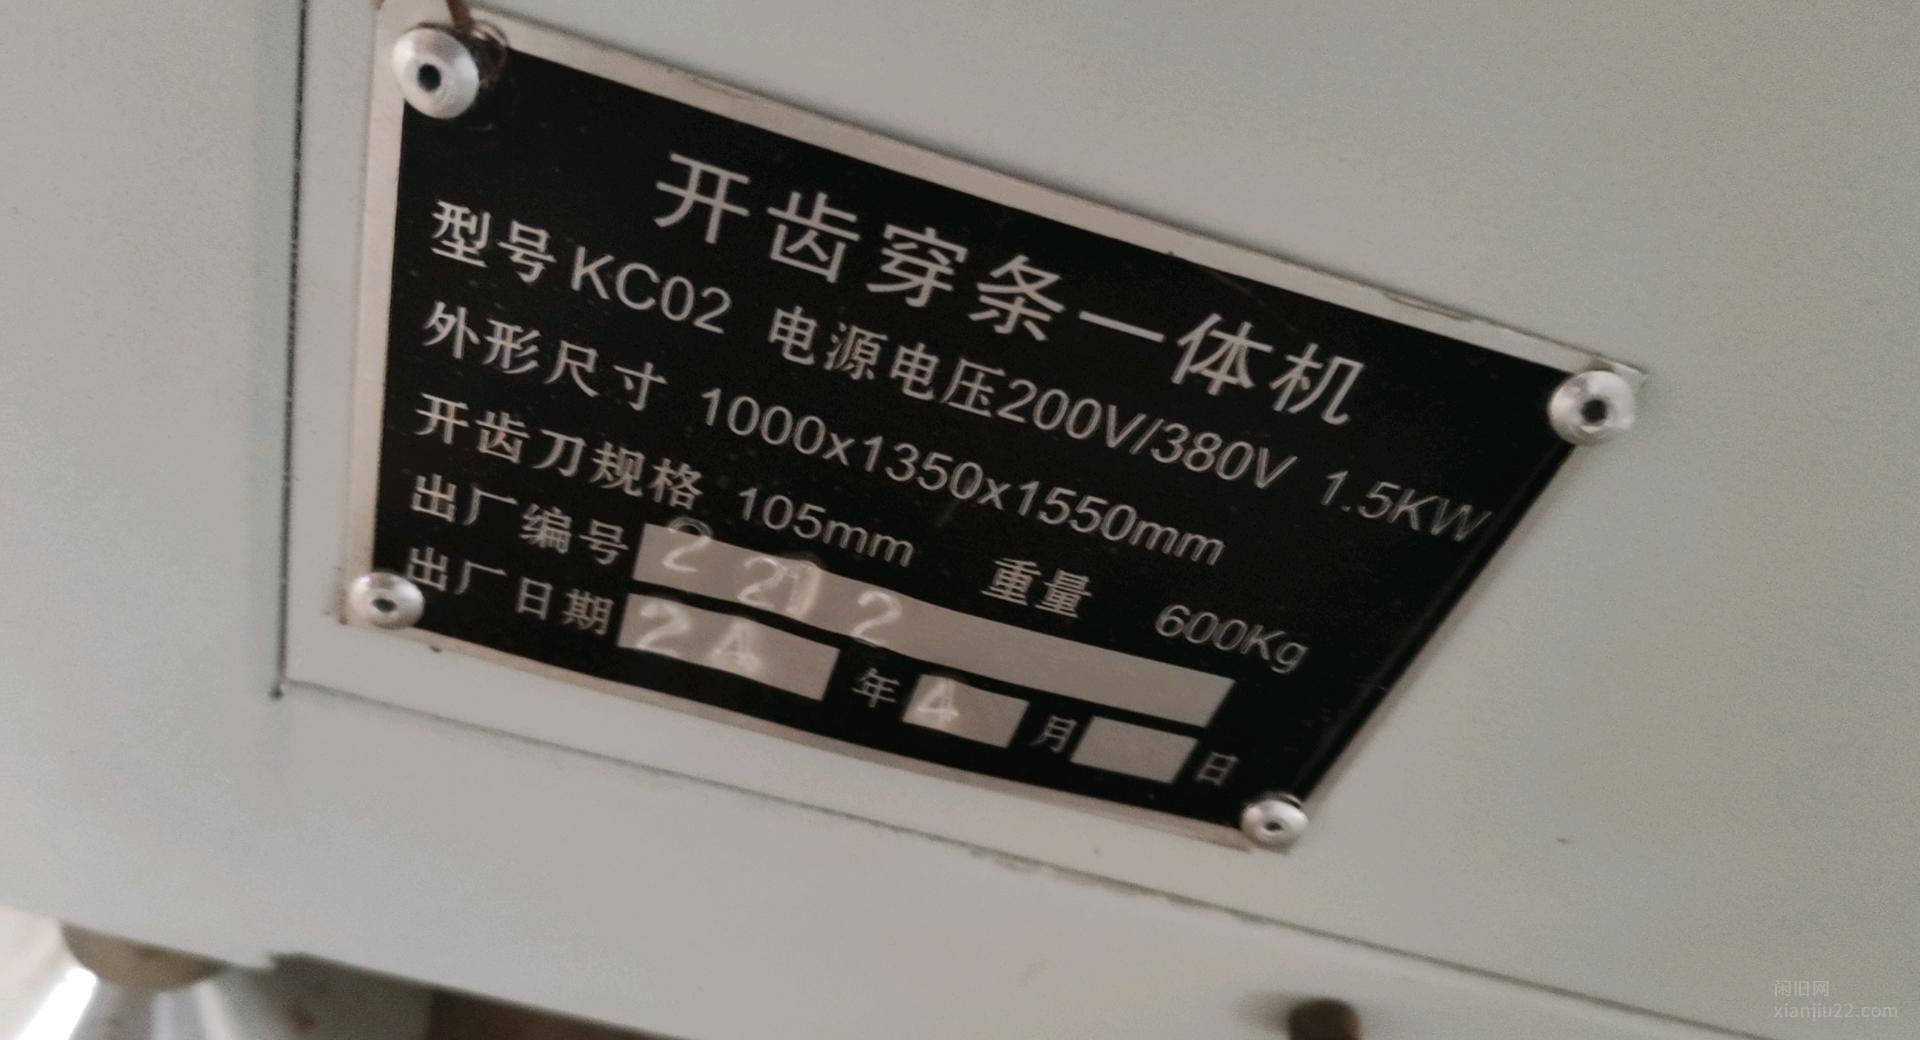 开齿穿条一体机
型号 KC02 电源电压200V/380V 1.5KW
外形尺寸 1000x1350x1550mm
开齿刀规格 105mm 重量 600Kg
出厂编号
出厂日期 24 年 4 月 日
闲旧网
xianjiu22.com